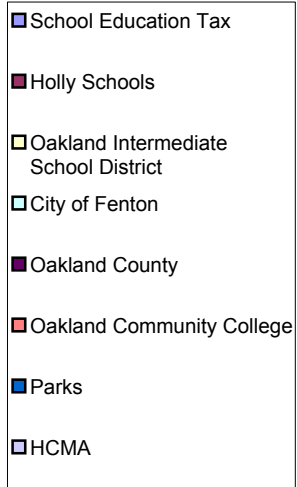 School Education Tax
Holly Schools
Oakland Intermediate
School District
City of Fenton
Oakland County
Oakland Community College
Parks
HCMA